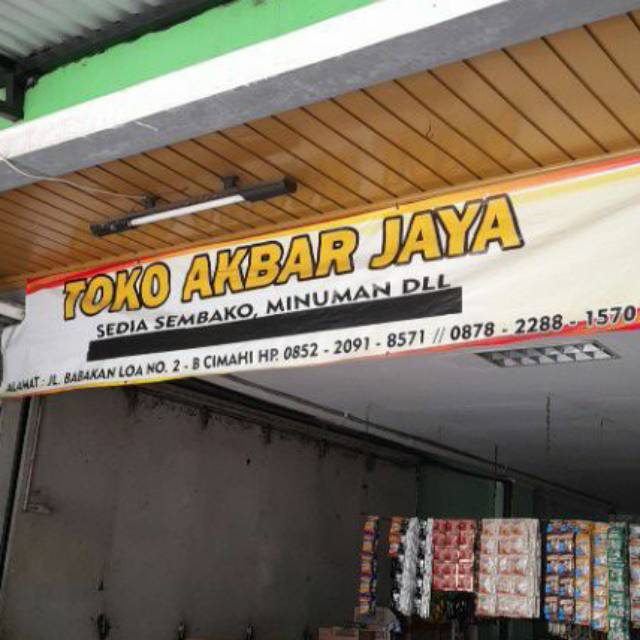 TOKO AKBAR JAYA
SEDIA SEMBAKO, MINUMAN DLL
ALAMAT : JL. BABAKAN LOA NO. 2 - B CIMAHI HP. 0852 - 2091 - 8571 // 0878 - 2288 - 1570